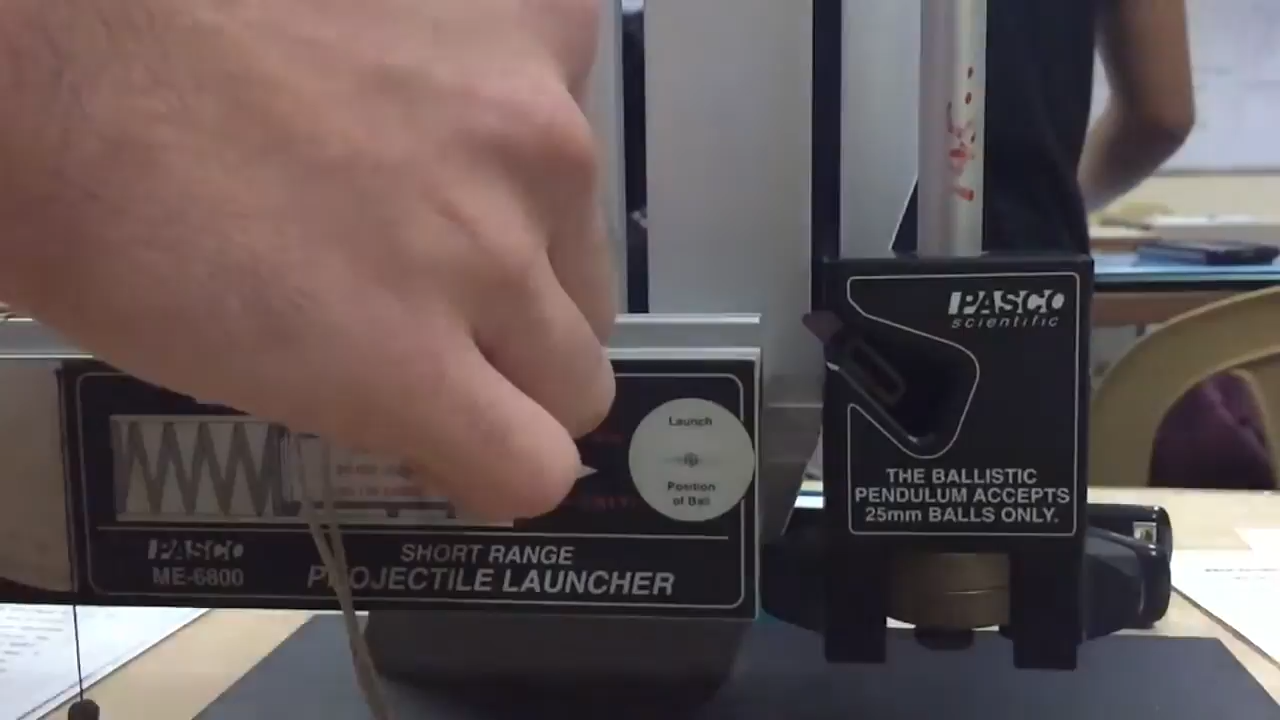 Launch
Position
of Ball
PASCO
ME-6800
SHORT RANGE
PROJECTILE LAUNCHER
PASCO
scientific
THE BALLISTIC
PENDULUM ACCEPTS
25mm BALLS ONLY.